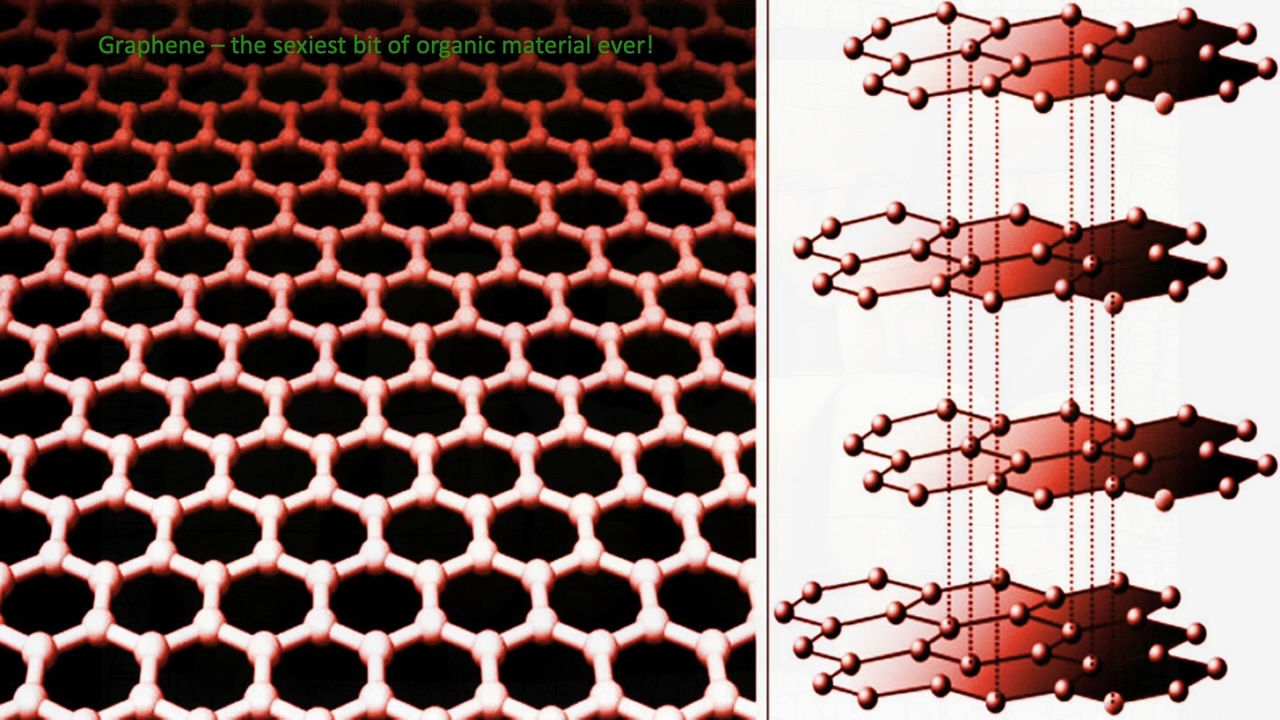 Graphene – the sexiest bit of organic material ever!